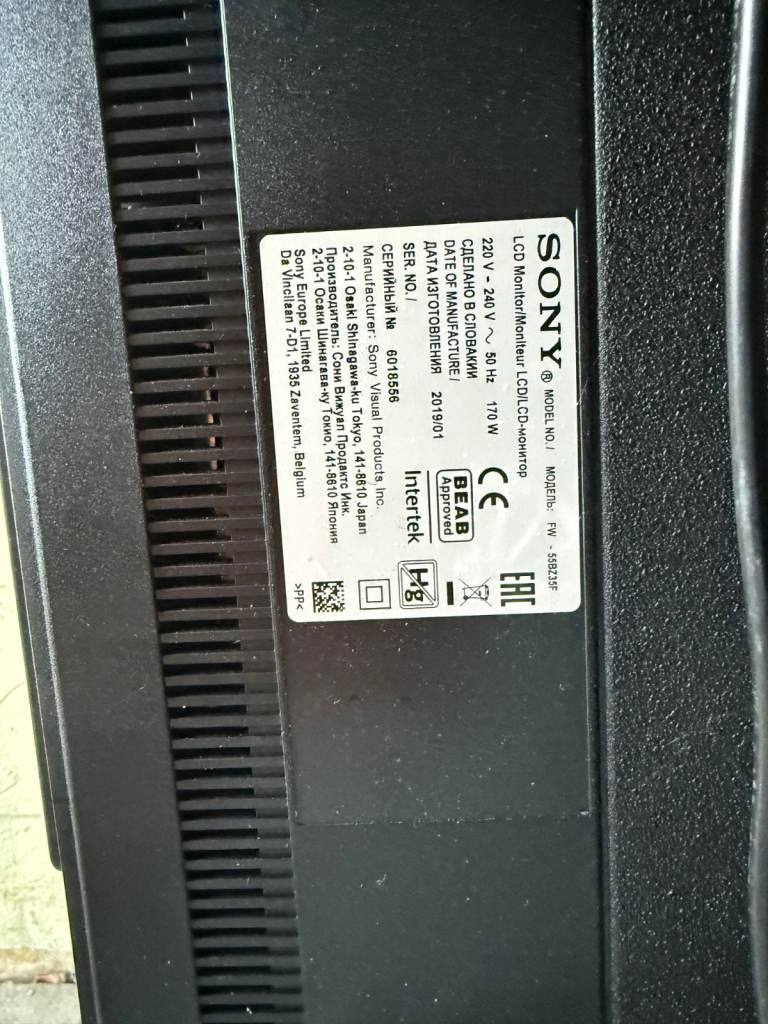 SONY ® MODEL NO. / МОДЕЛЬ: FW - 55BZ35F
LCD Monitor/Moniteur LCD/LCD-монитор
220 V - 240 V ~ 50 Hz 170 W
СДЕЛАНО В СЛОВАКИИ
DATE OF MANUFACTURE /
ДАТА ИЗГОТОВЛЕНИЯ 2019/01
SER. NO. /
СЕРИЙНЫЙ № 6018556
Manufacturer: Sony Visual Products Inc.
2-10-1 Osaki Shinagawa-ku Tokyo, 141-8610 Japan
Производитель: Сони Вижуал Продактс Инк.
2-10-1 Осаки Шинагава-ку Токио, 141-8610 Япония
Sony Europe Limited
Da Vincilaan 7-D1, 1935 Zaventem, Belgium
CE
EAC
BEAB
Approved
Intertek
Hg
>PP<